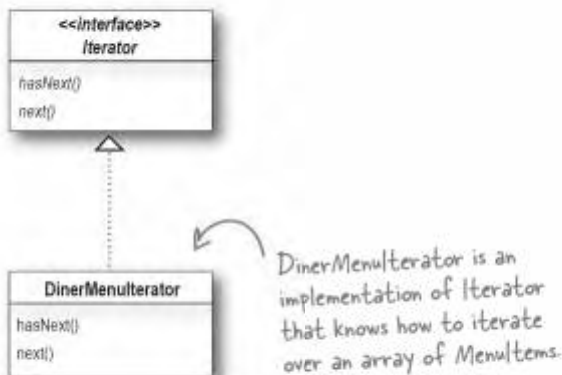 <<interface>>
Iterator
hasNext()
next()
DinerMenuIterator
hasNext()
next()
DinerMenuIterator is an
implementation of Iterator
that knows how to iterate
over an array of MenuItems.